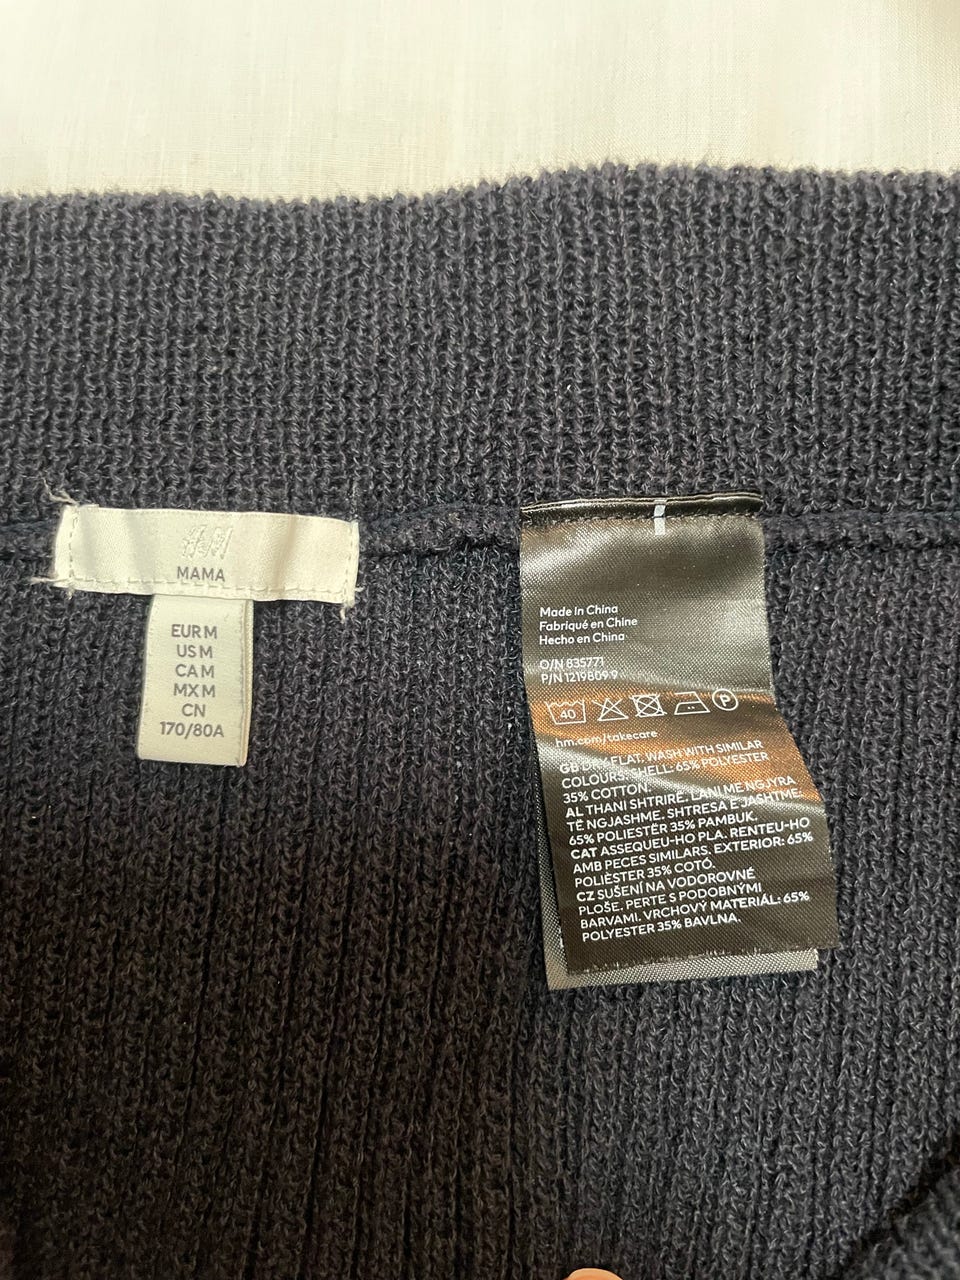 H&M
MAMA
EUR M
US M
CA M
MX M
CN
170/80A
Made in China
Fabriqué en Chine
Hecho en China
O/N 835771
P/N 1219809 9
40
P
hm.com/takecare
GB DRY FLAT. WASH WITH SIMILAR
COLOURS. SHELL: 65% POLYESTER
35% COTTON.
AL THANI SHTRIRË. LANI ME NGJYRA
TË NGJASHME. SHTRESA E JASHTME:
65% POLIESTËR 35% PAMBUK.
CAT ASSEQUEU-HO PLA. RENTEU-HO
AMB PECES SIMILARS. EXTERIOR: 65%
POLIÈSTER 35% COTÓ.
CZ SUŠENÍ NA VODOROVNÉ
PLOŠE. PERTE S PODOBNÝMI
BARVAMI. VRCHOVÝ MATERIÁL: 65%
POLYESTER 35% BAVLNA.